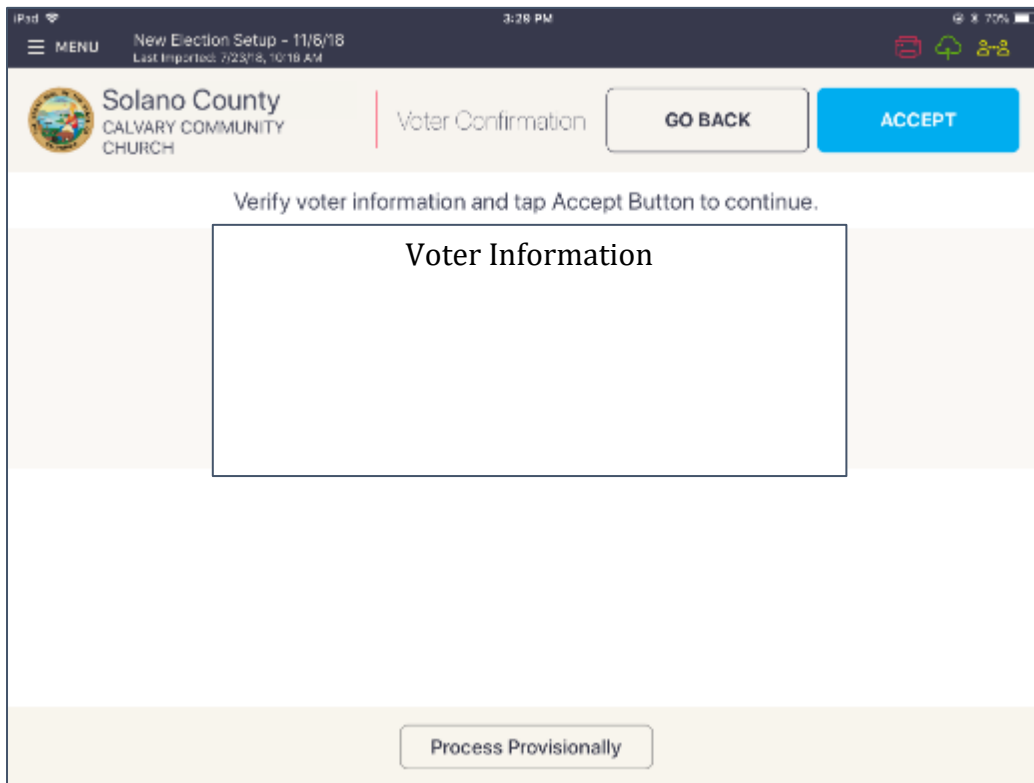 iPad 3:28 PM 70%
MENU New Election Setup - 11/6/18
Last Imported: 7/23/18, 10:18 AM
Solano County
CALVARY COMMUNITY
CHURCH
Voter Confirmation
GO BACK
ACCEPT
Verify voter information and tap Accept Button to continue.
Voter Information
Process Provisionally